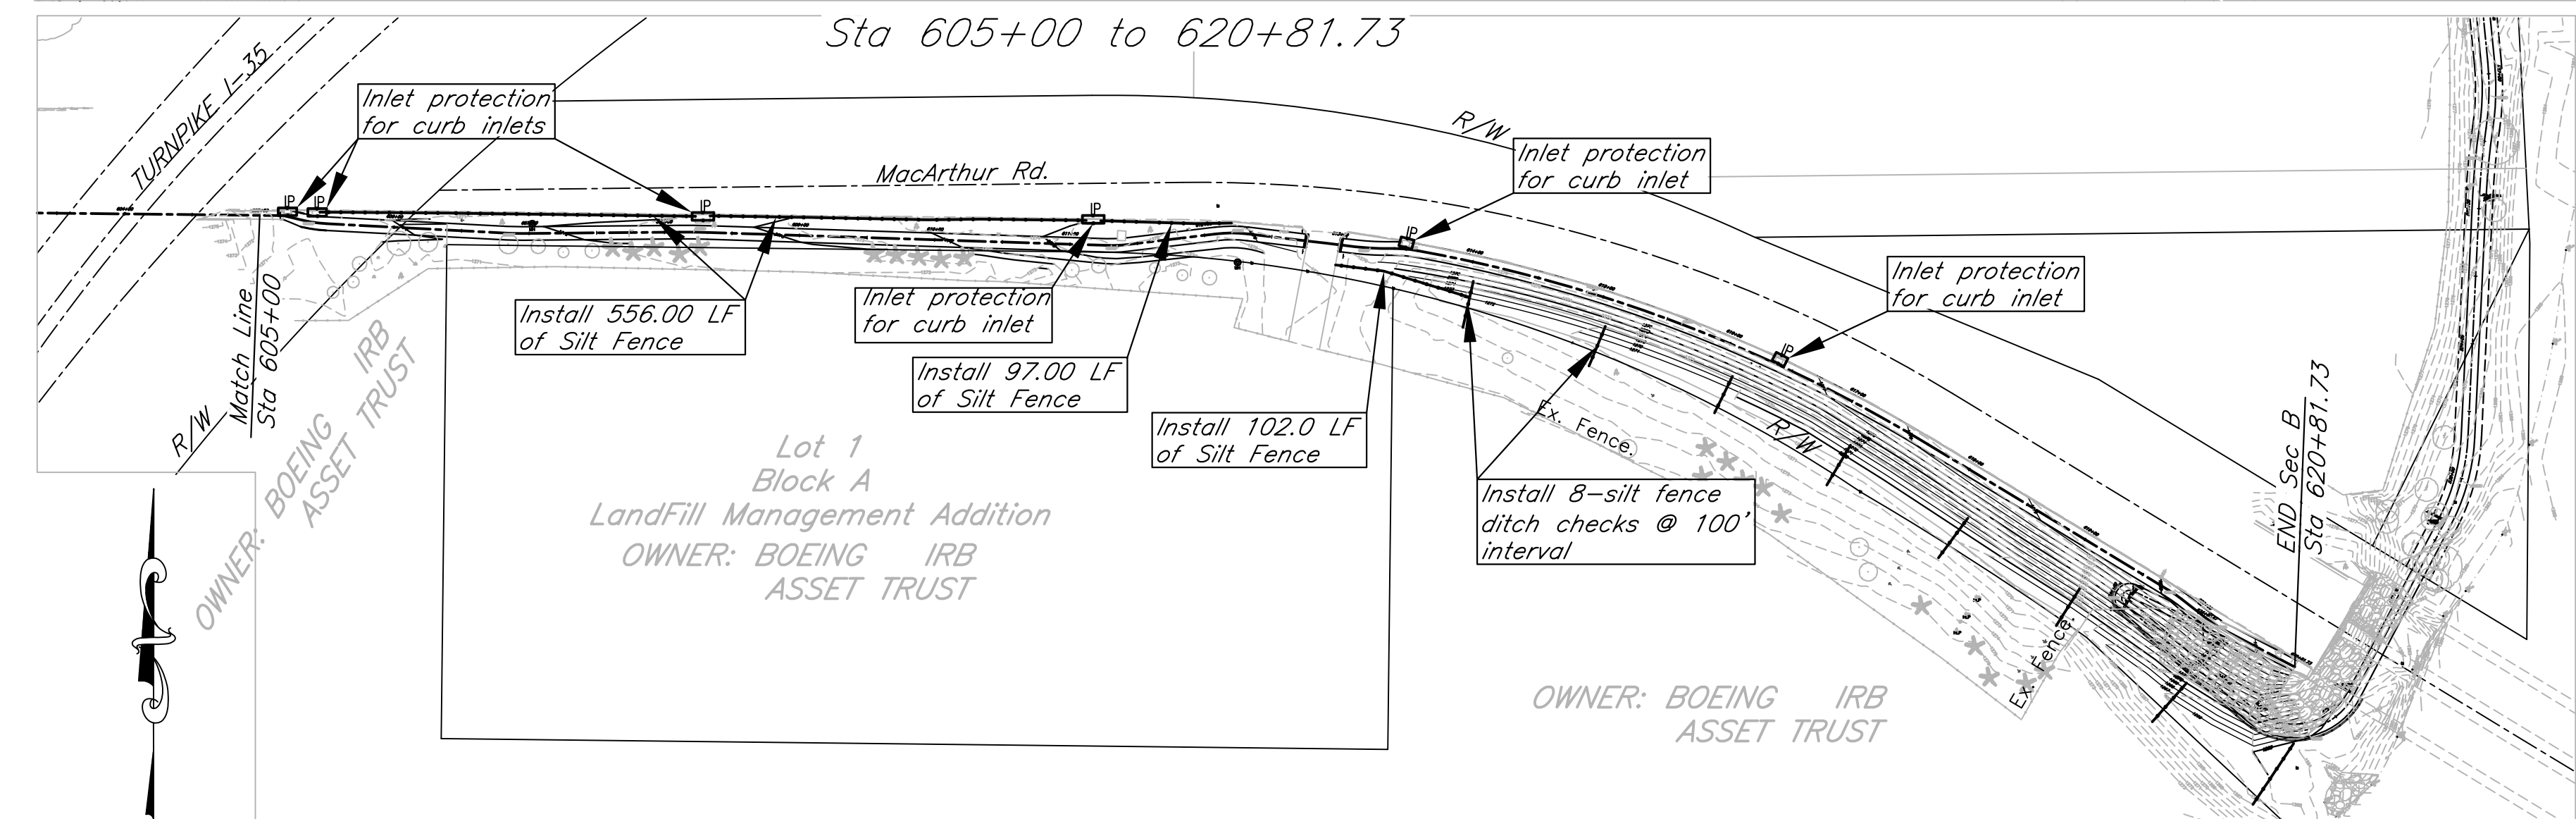 Sta 605+00 to 620+81.73
TURNPIKE I-35
Inlet protection
for curb inlets
R/W
Inlet protection
for curb inlet
MacArthur Rd.
IP
IP
IP
IP
IP
IP
Inlet protection
for curb inlet
Match Line
Sta 605+00
R/W
Install 556.00 LF
of Silt Fence
Inlet protection
for curb inlet
Install 97.00 LF
of Silt Fence
Install 102.0 LF
of Silt Fence
Ex. Fence.
R/W
Install 8-silt fence
ditch checks @ 100'
interval
END Sec B
Sta 620+81.73
OWNER: BOEING IRB
ASSET TRUST
Lot 1
Block A
LandFill Management Addition
OWNER: BOEING IRB
ASSET TRUST
Ex. Fence.
OWNER: BOEING IRB
ASSET TRUST